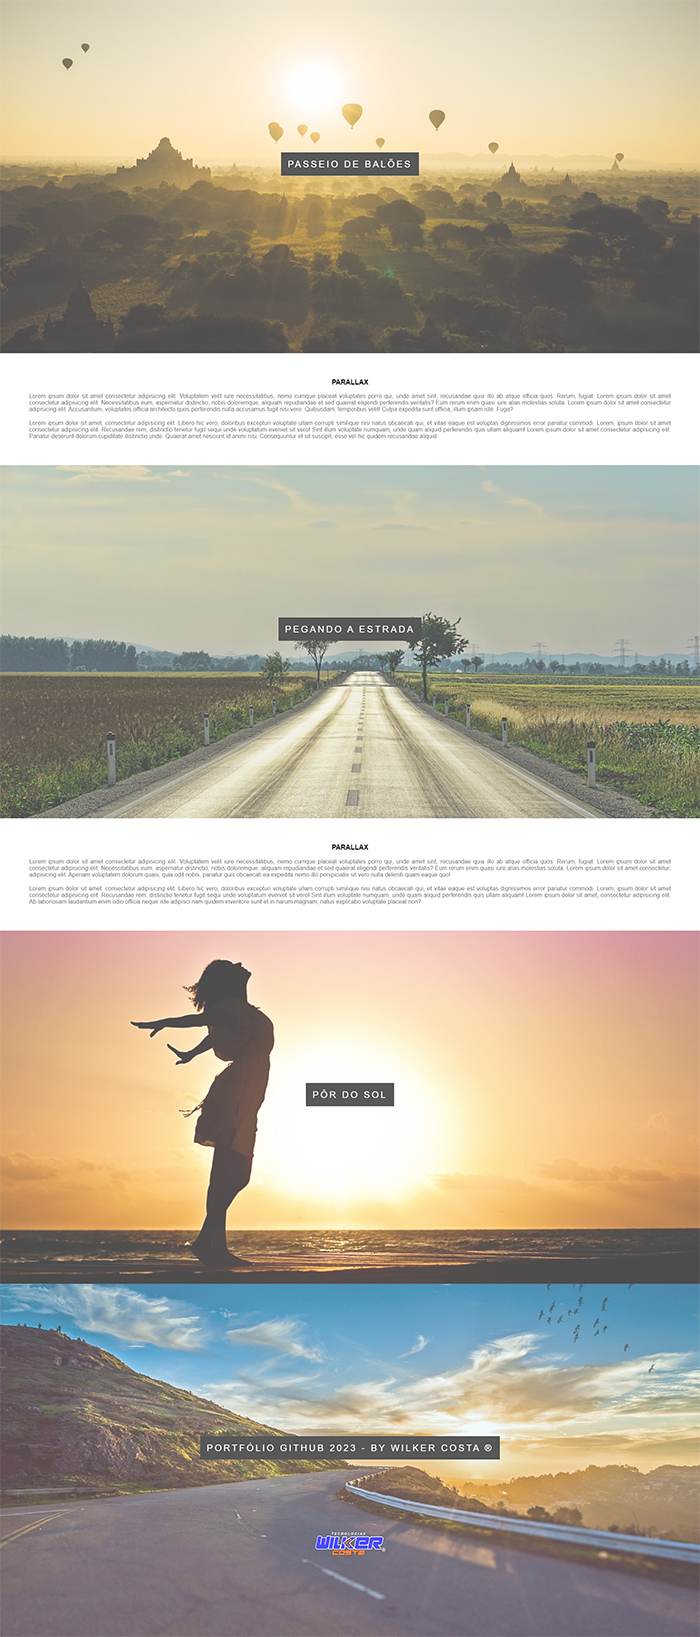 PASSEIO DE BALÕES
PARALLAX
Lorem ipsum dolor sit amet consectetur adipisicing elit. Voluptatem velit iure necessitatibus, nemo cumque placeat voluptates porro qui, unde amet sint, recusandae quia illo ab atque officia quos. Rerum, fugiat. Lorem ipsum dolor sit amet
consectetur adipisicing elit. Necessitatibus eum, aspernatur distinctio, nobis doloremque, aliquam repudiandae et sed quaerat eligendi perferendis veritatis? Eum rerum enim quasi iure alias molestias soluta. Lorem ipsum dolor sit amet consectetur
adipisicing elit. Accusantium, voluptates officia architecto quos perferendis nulla accusamus fugit nisi vero. Quibusdam, temporibus velit! Culpa expedita sunt officia, illum ipsam iste. Fuga?
Lorem ipsum dolor sit amet, consectetur adipisicing elit. Libero hic vero, doloribus excepturi voluptate ullam corrupti similique nisi natus obcaecati qui, et vitae eaque est voluptas dignissimos error pariatur commodi. Lorem, ipsum dolor sit amet
consectetur adipisicing elit. Recusandae rem, distinctio tenetur fugit sequi unde voluptatum eveniet sit vero! Sint illum voluptate numquam, unde quam aliquid perferendis quis ullam aliquam! Lorem ipsum dolor sit amet consectetur adipisicing elit.
Pariatur deserunt dolorum cupiditate distinctio unde. Quaerat amet nesciunt id animi nisi. Consequuntur et sit suscipit, esse vol hic quidem recusandae aliquid.
PEGANDO A ESTRADA
PARALLAX
Lorem ipsum dolor sit amet consectetur adipisicing elit. Voluptatem velit iure necessitatibus, nemo cumque placeat voluptates porro qui, unde amet sint, recusandae quia illo ab atque officia quos. Rerum, fugiat. Lorem ipsum dolor sit amet
consectetur adipisicing elit. Necessitatibus eum, aspernatur distinctio, nobis doloremque, aliquam repudiandae et sed quaerat eligendi perferendis veritatis? Eum rerum enim quasi iure alias molestias soluta. Lorem ipsum dolor sit amet consectetur,
adipisicing elit. Aperiam voluptatem dolorum quasi, quia odit nobis, pariatur quis obcaecati ea expedita nemo illo perspiciatis sit vero nulla deleniti quam eaque quo!
Lorem ipsum dolor sit amet, consectetur adipisicing elit. Libero hic vero, doloribus excepturi voluptate ullam corrupti similique nisi natus obcaecati qui, et vitae eaque est voluptas dignissimos error pariatur commodi. Lorem, ipsum dolor sit amet
consectetur adipisicing elit. Recusandae rem, distinctio tenetur fugit sequi unde voluptatum eveniet sit vero! Sint illum voluptate numquam, unde quam aliquid perferendis quis ullam aliquam! Lorem ipsum dolor sit amet consectetur adipisicing elit.
Ab laboriosam laudantium enim odio officia neque iste adipisci nam quidem inventore sunt et in harum magnam, natus explicabo voluptate placeat non?
PÔR DO SOL
PORTFÓLIO GITHUB 2023 - BY WILKER COSTA ®
TECNOLOGIAS
WILKER
COSTA ®